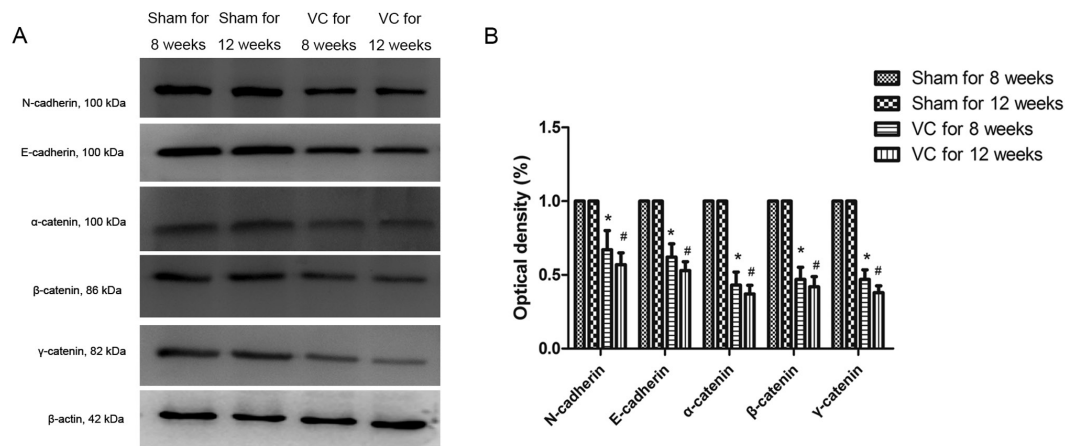 A
Sham for
8 weeks
Sham for
12 weeks
VC for
8 weeks
VC for
12 weeks
N-cadherin, 100 kDa
E-cadherin, 100 kDa
α-catenin, 100 kDa
β-catenin, 86 kDa
γ-catenin, 82 kDa
β-actin, 42 kDa
B
Sham for 8 weeks
Sham for 12 weeks
VC for 8 weeks
VC for 12 weeks
Optical density (%)
1.5
1.0
0.5
0.0
* #
* #
* #
* #
* #
N-cadherin
E-cadherin
α-catenin
β-catenin
γ-catenin